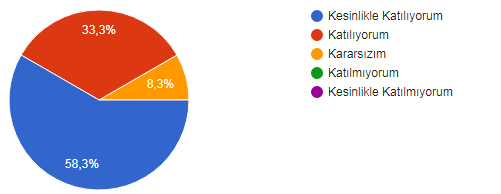 33,3%
8,3%
58,3%
Kesinlikle Katılıyorum
Katılıyorum
Kararsızım
Katılmıyorum
Kesinlikle Katılmıyorum